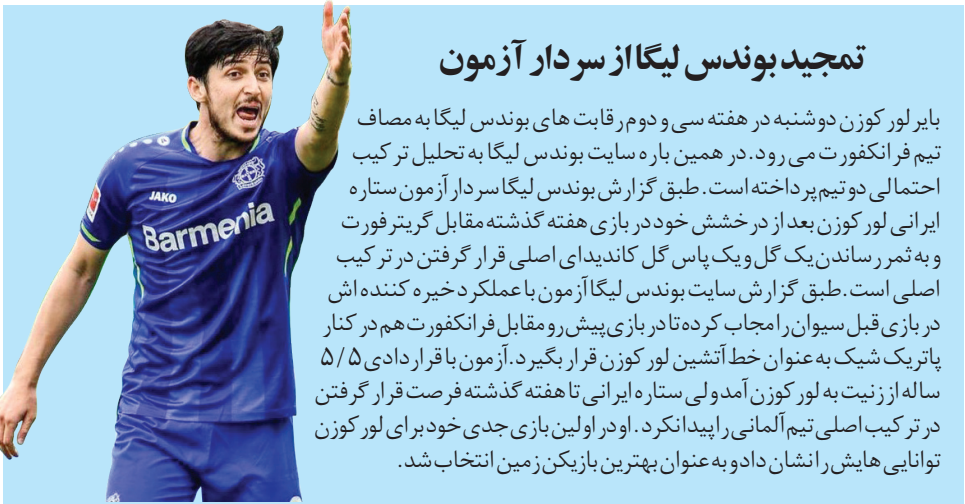 تمجید بوندس لیگا از سردار آزمون
بایر لورکوزن دوشنبه در هفته سی و دوم رقابت های بوندس لیگا به مصاف
تیم فرانکفورت می رود. در همین باره سایت بوندس لیگا به تحلیل ترکیب
احتمالی دو تیم پرداخته است. طبق گزارش بوندس لیگا سردار آزمون ستاره
ایرانی لورکوزن بعد از درخشش خود در بازی هفته گذشته مقابل گریتر فورت
و به ثمر رساندن یک گل و یک پاس گل کاندیدای اصلی قرار گرفتن در ترکیب
اصلی است. طبق گزارش سایت بوندس لیگا آزمون با عملکرد خیره کننده اش
در بازی قبل سیوان را مجاب کرده تا در بازی پیش رو مقابل فرانکفورت هم در کنار
پاتریک شیک به عنوان خط آتشین لورکوزن قرار بگیرد. آزمون با قراردادی ۵/۵
ساله از زنیت به لورکوزن آمد ولی ستاره ایرانی تا هفته گذشته فرصت قرار گرفتن
در ترکیب اصلی تیم آلمانی را پیدا نکرد. او در اولین بازی جدی خود برای لورکوزن
توانایی هایش را نشان داد و به عنوان بهترین بازیکن زمین انتخاب شد.
JAKO
Barmenia